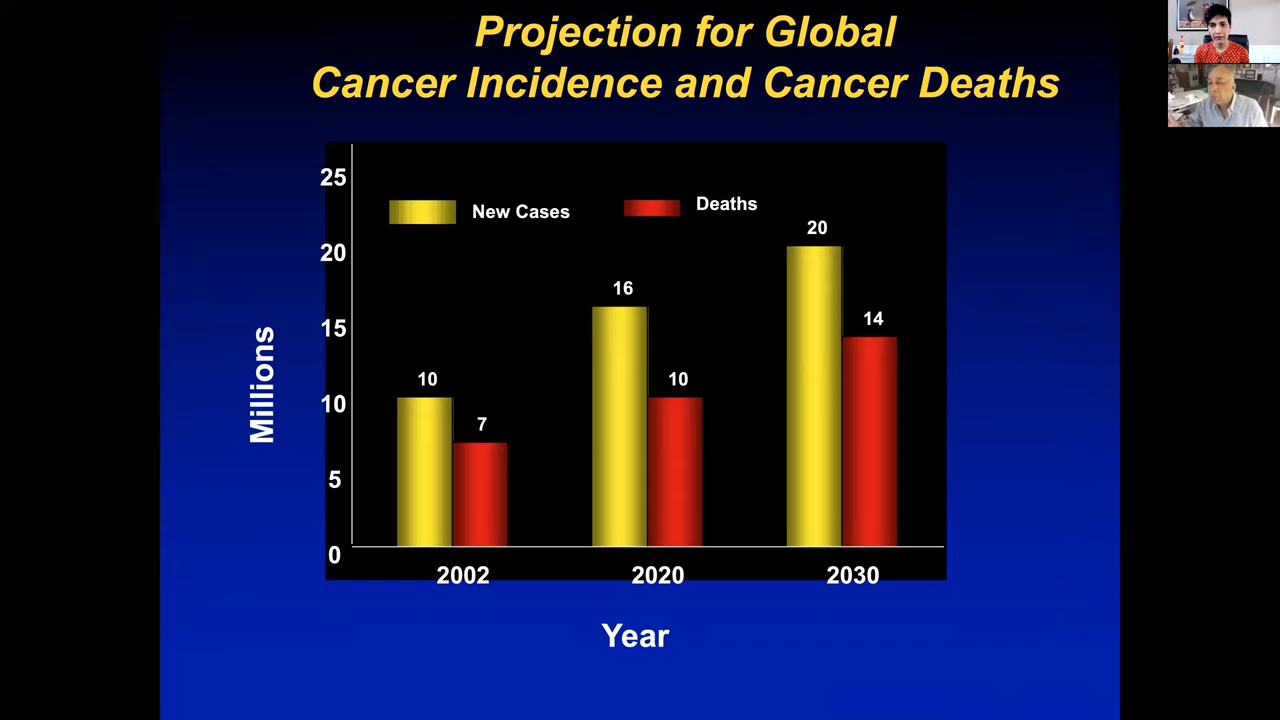 Projection for Global
Cancer Incidence and Cancer Deaths
25
20
15
10
5
0
Millions
New Cases
Deaths
10
7
16
10
20
14
2002
2020
2030
Year